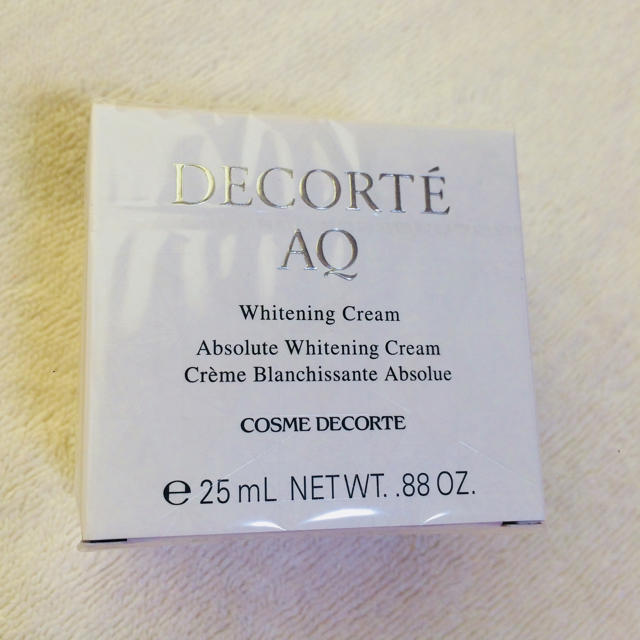 DECORTÉ
AQ
Whitening Cream
Absolute Whitening Cream
Crème Blanchissante Absolue
COSME DECORTE
℮ 25 mL NET WT. .88 OZ.